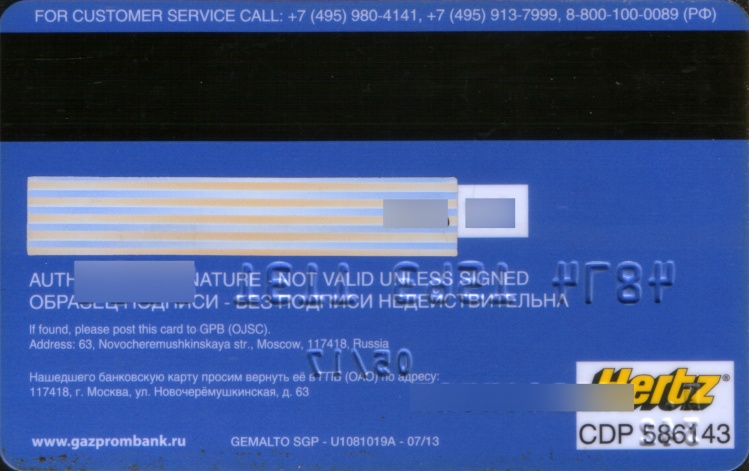 FOR CUSTOMER SERVICE CALL: +7 (495) 980-4141, +7 (495) 913-7999, 8-800-100-0089 (РФ)
NOT VALID UNLESS SIGNED
ОБРАЗЕЦ ПОДПИСИ - БЕЗ ПОДПИСИ НЕДЕЙСТВИТЕЛЬНА
If found, please post this card to GPB (OJSC).
Address: 63, Novocheremushkinskaya str., Moscow, 117418, Russia
Нашедшего банковскую карту просим вернуть её в ГПБ (ОАО) по адресу:
117418, г. Москва, ул. Новочерёмушкинская, д. 63
Hertz®
CDP 586143
www.gazprombank.ru GEMALTO SGP - U1081019A - 07/13